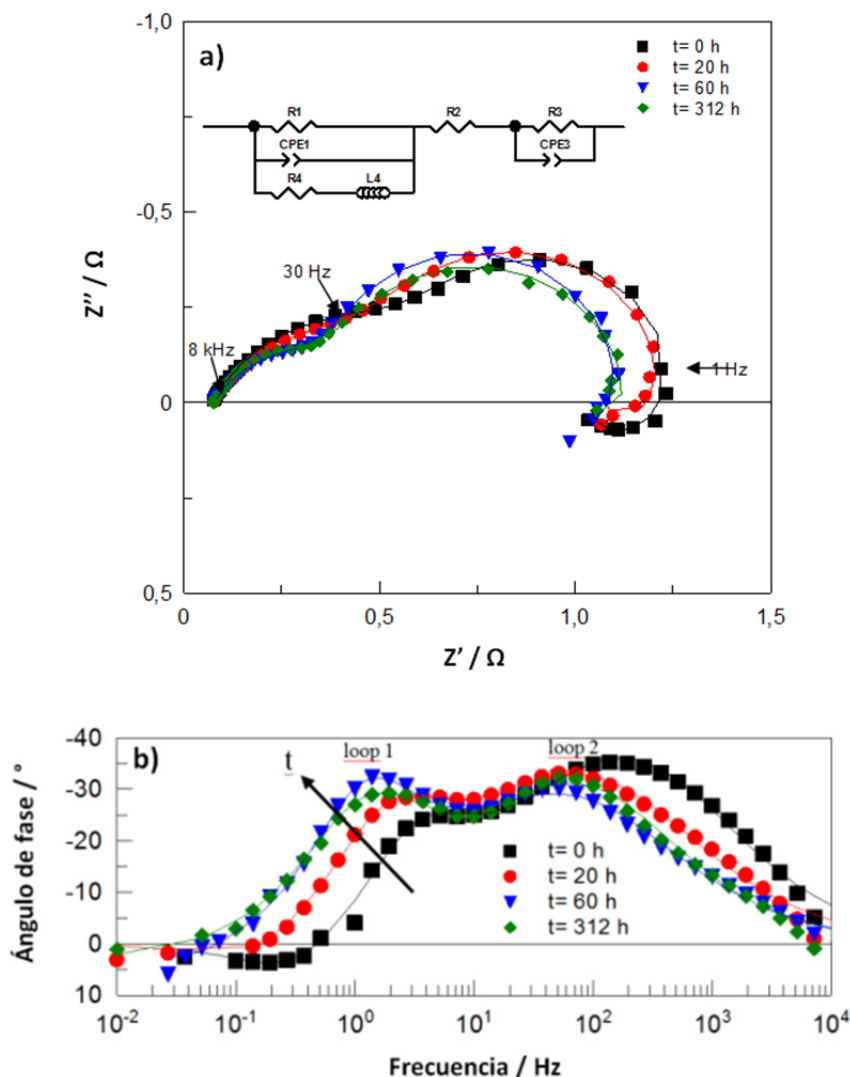 a)
-1,0
-0,5
0
0,5
Z'' / Ω
t= 0 h
t= 20 h
t= 60 h
t= 312 h
R1
R2
R3
CPE1
CPE3
R4
L4
30 Hz
8 kHz
1 Hz
0
0,5
1,0
1,5
Z' / Ω
b)
-40
-30
-20
-10
0
10
Ángulo de fase / °
t
loop 1
loop 2
t= 0 h
t= 20 h
t= 60 h
t= 312 h
10-2
10-1
100
101
102
103
104
Frecuencia / Hz